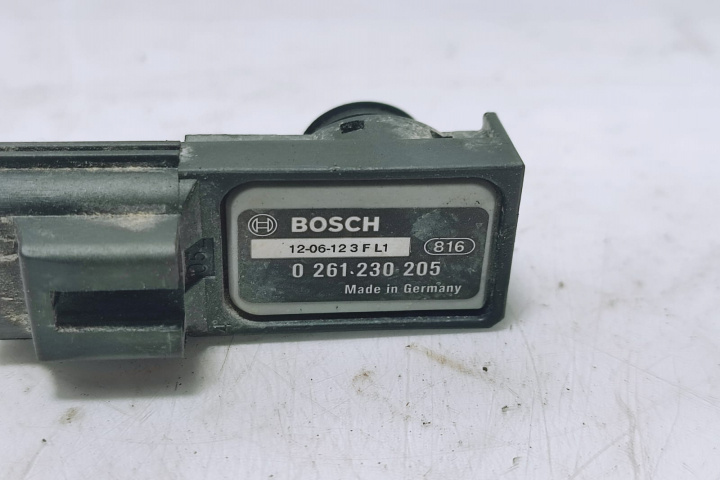 BOSCH
12-06-12 3 F L1
816
0 261 230 205
Made in Germany